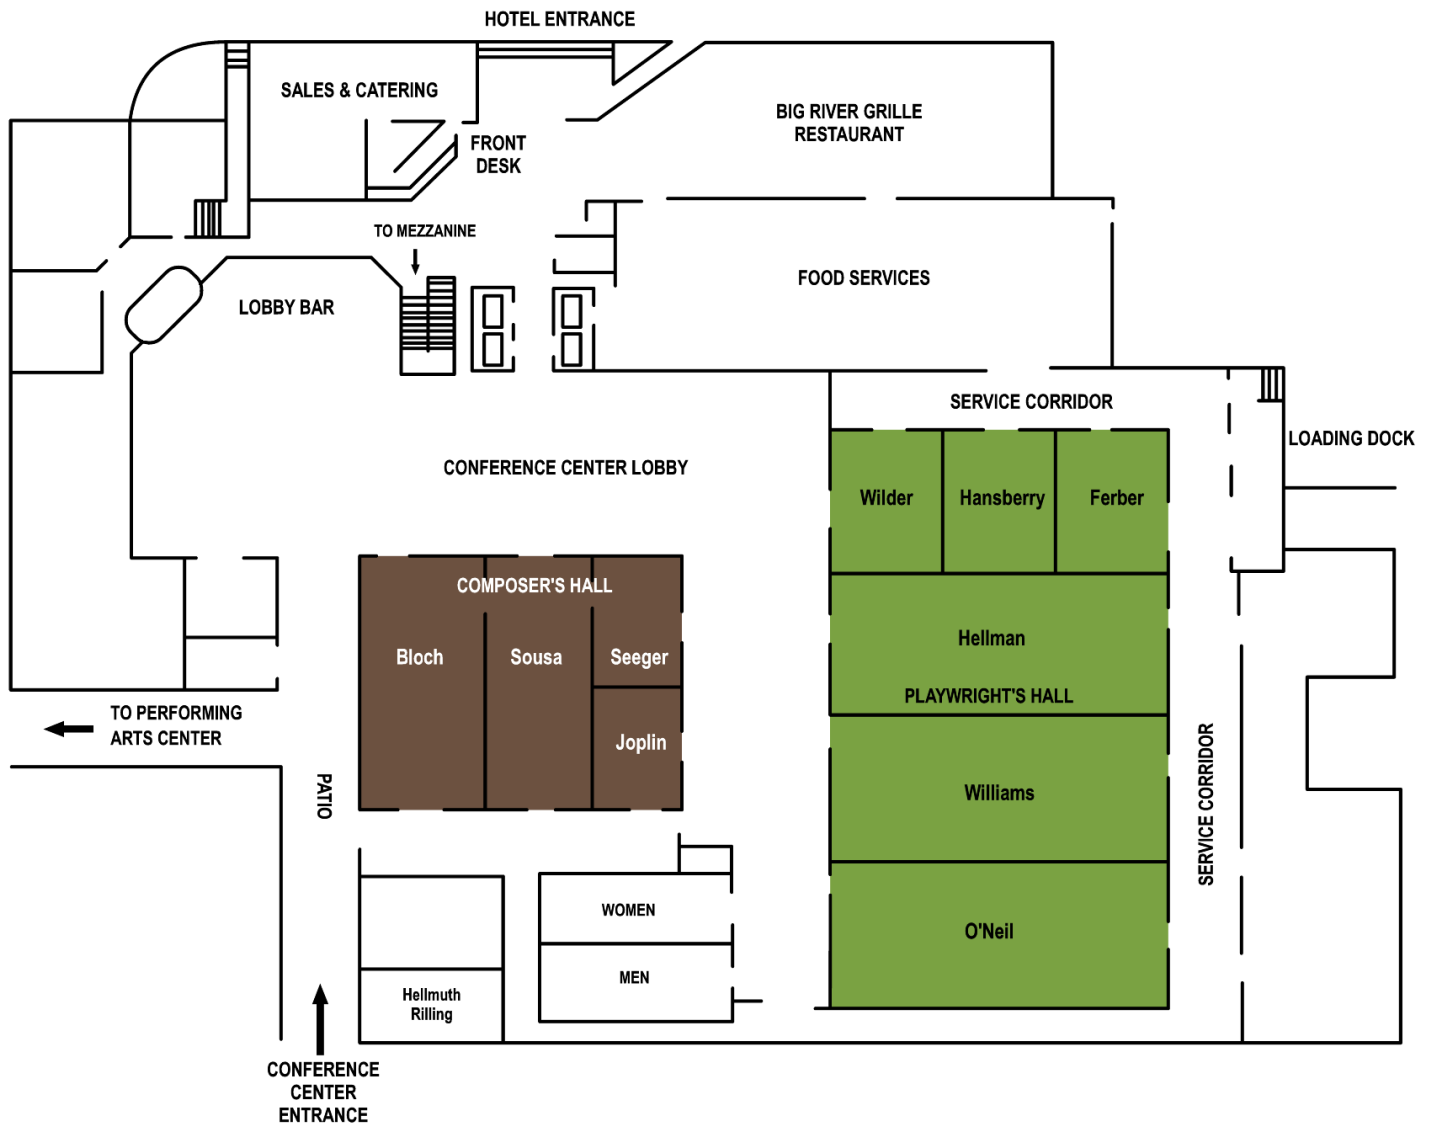 HOTEL ENTRANCE
SALES & CATERING
BIG RIVER GRILLE
RESTAURANT
FRONT
DESK
TO MEZZANINE
FOOD SERVICES
LOBBY BAR
SERVICE CORRIDOR
LOADING DOCK
CONFERENCE CENTER LOBBY
Wilder
Hansberry
Ferber
COMPOSER'S HALL
Bloch
Sousa
Seeger
Hellman
PLAYWRIGHT'S HALL
TO PERFORMING
ARTS CENTER
Joplin
PATIO
Williams
SERVICE CORRIDOR
WOMEN
O'Neil
MEN
Hellmuth
Rilling
CONFERENCE
CENTER
ENTRANCE